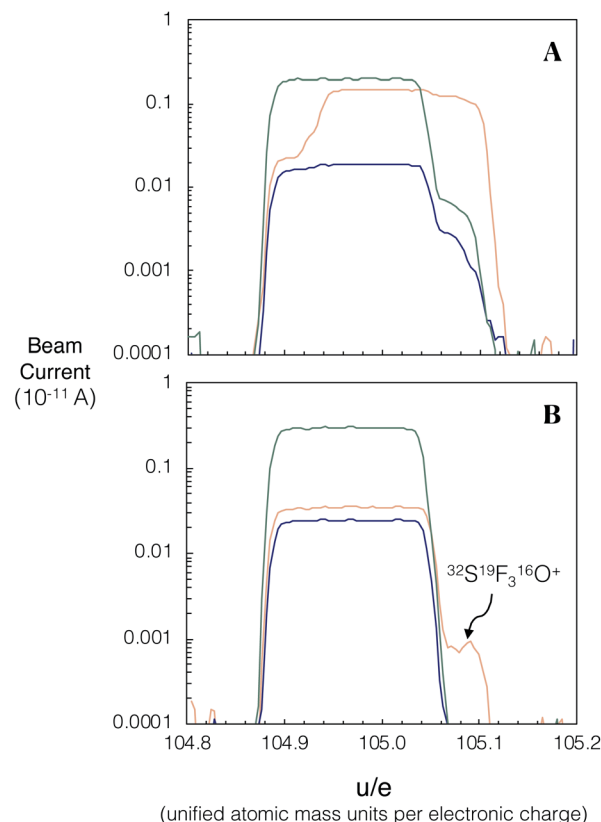 1
A
0.1
0.01
0.001
0.0001
Beam
Current
(10⁻¹¹ A)
1
B
0.1
0.01
³²S¹⁹F₃¹⁶O⁺
0.001
0.0001
104.8 104.9 105.0 105.1 105.2
u/e
(unified atomic mass units per electronic charge)